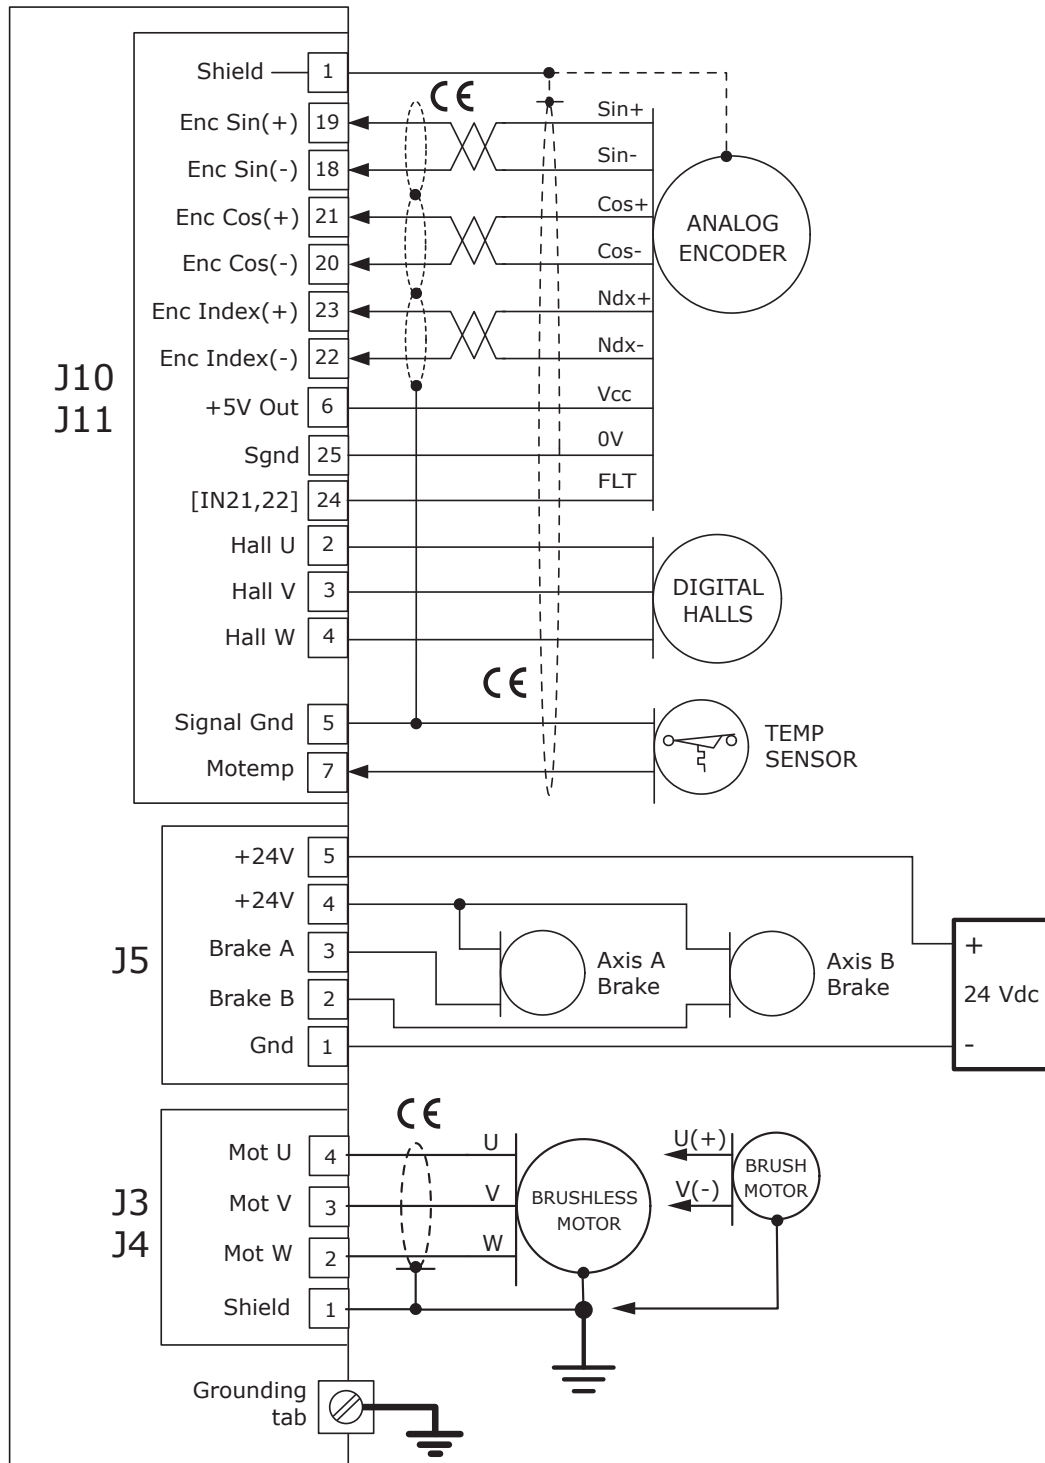 Shield 1
Enc Sin(+) 19 Sin+
Enc Sin(-) 18 Sin-
Enc Cos(+) 21 Cos+
Enc Cos(-) 20 Cos-
Enc Index(+) 23 Ndx+
Enc Index(-) 22 Ndx-
+5V Out 6 Vcc
Sgnd 25 0V
[IN21,22] 24 FLT
Hall U 2
Hall V 3
Hall W 4
Signal Gnd 5
Motemp 7
J10
J11
CE
ANALOG
ENCODER
DIGITAL
HALLS
CE
TEMP
SENSOR
+24V 5
+24V 4
Brake A 3
Brake B 2
Gnd 1
J5
Axis A
Brake
Axis B
Brake
+
24 Vdc
-
CE
Mot U 4 U
Mot V 3 V
Mot W 2 W
Shield 1
J3
J4
BRUSHLESS
MOTOR
U(+)
V(-)
BRUSH
MOTOR
Grounding
tab